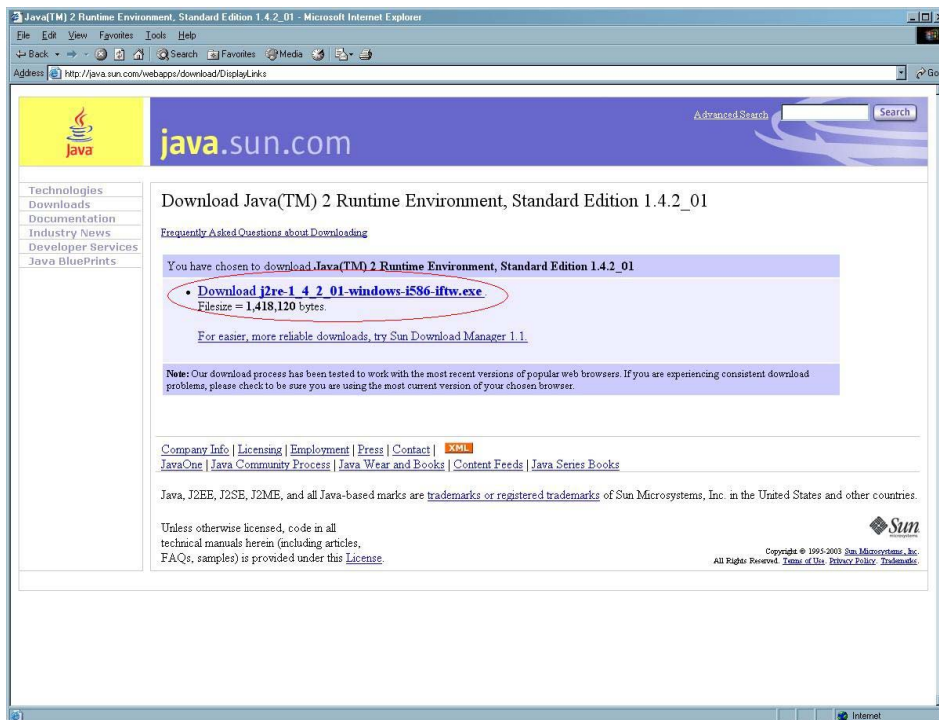 Java(TM) 2 Runtime Environment, Standard Edition 1.4.2_01 - Microsoft Internet Explorer
File Edit View Favorites Tools Help
Back Search Favorites Media
Address http://java.sun.com/webapps/download/DisplayLinks Go
Java
java.sun.com
Advanced Search Search
Technologies
Downloads
Documentation
Industry News
Developer Services
Java BluePrints
Download Java(TM) 2 Runtime Environment, Standard Edition 1.4.2_01
Frequently Asked Questions about Downloading
You have chosen to download Java(TM) 2 Runtime Environment, Standard Edition 1.4.2_01
• Download j2re-1_4_2_01-windows-i586-iftw.exe
Filesize = 1,418,120 bytes.
For easier, more reliable downloads, try Sun Download Manager 1.1.
Note: Our download process has been tested to work with the most recent versions of popular web browsers. If you are experiencing consistent download
problems, please check to be sure you are using the most current version of your chosen browser.
Company Info | Licensing | Employment | Press | Contact | XML
JavaOne | Java Community Process | Java Wear and Books | Content Feeds | Java Series Books
Java, J2EE, J2SE, J2ME, and all Java-based marks are trademarks or registered trademarks of Sun Microsystems, Inc. in the United States and other countries.
Unless otherwise licensed, code in all
technical manuals herein (including articles,
FAQs, samples) is provided under this License.
Sun
microsystems
Copyright © 1995-2003 Sun Microsystems, Inc.
All Rights Reserved. Terms of Use. Privacy Policy. Trademarks.
Internet